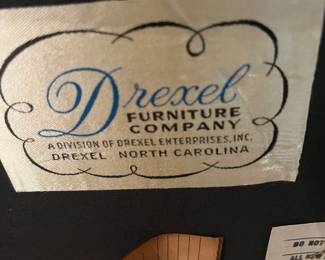 Drexel
FURNITURE
COMPANY
A DIVISION OF DREXEL ENTERPRISES, INC.
DREXEL, NORTH CAROLINA
DO NOT